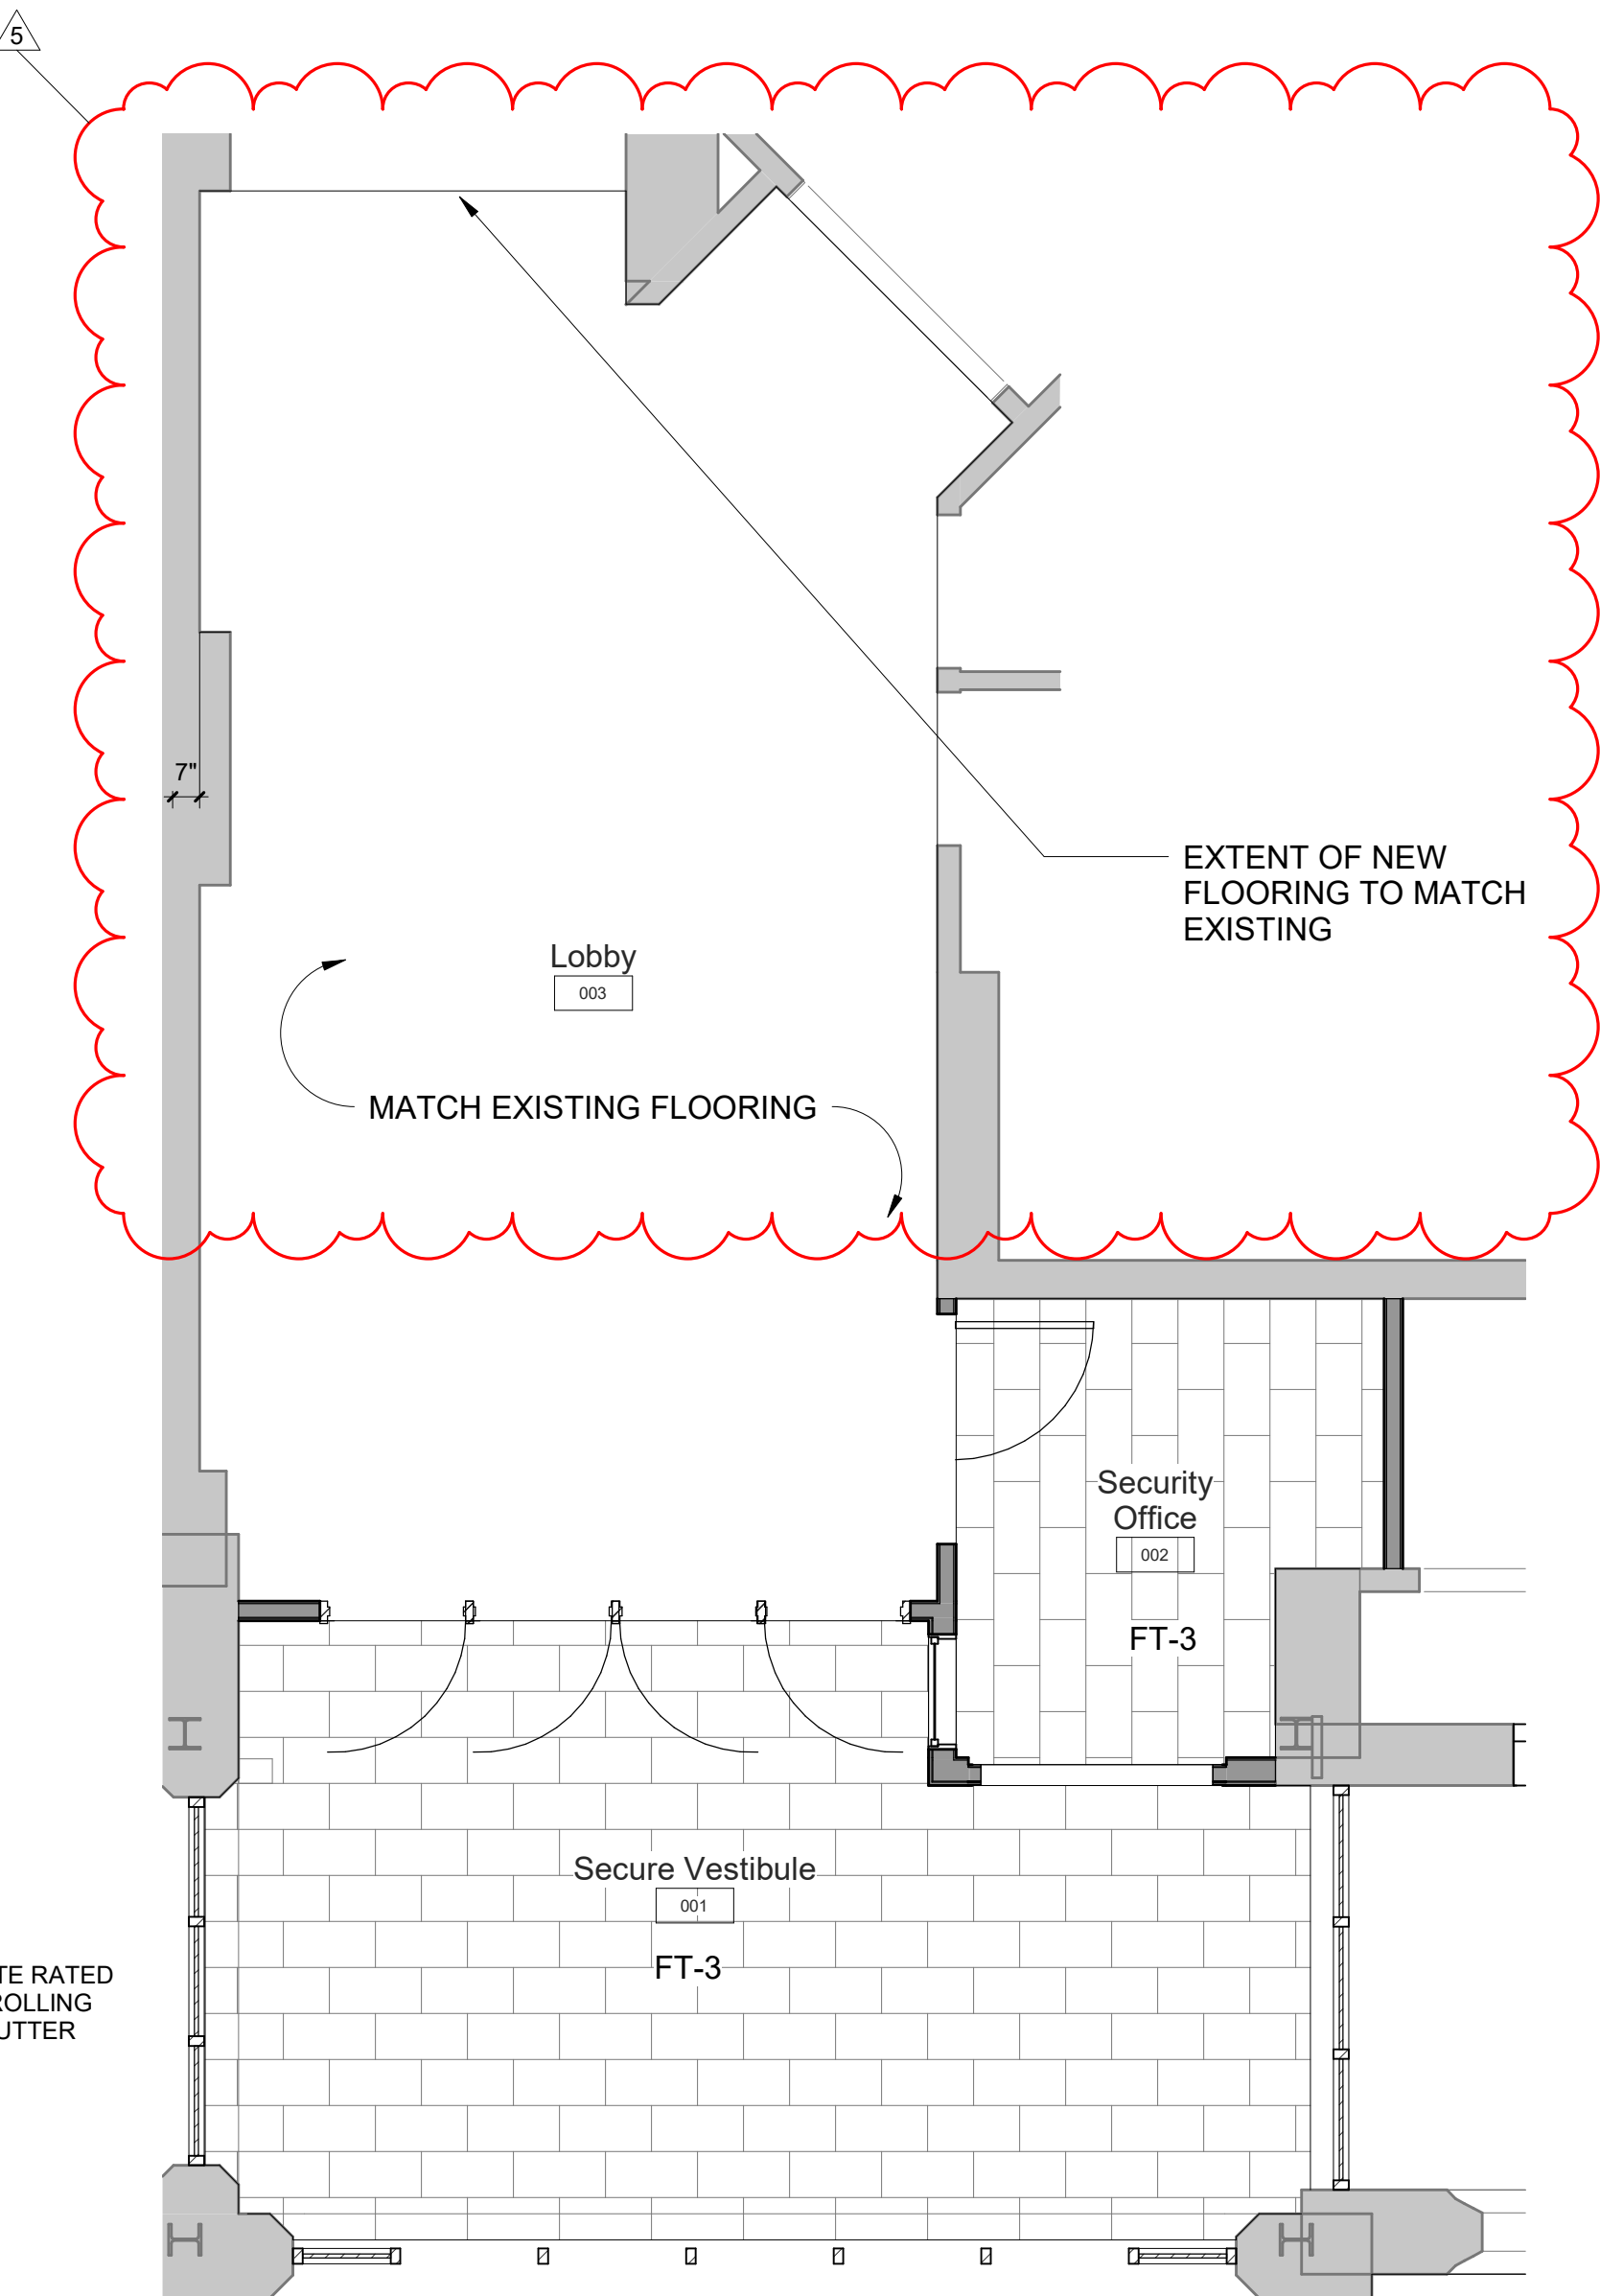 5
7"
EXTENT OF NEW
FLOORING TO MATCH
EXISTING
Lobby
003
MATCH EXISTING FLOORING
Security
Office
002
FT-3
Secure Vestibule
001
FT-3
TE RATED
ROLLING
UTTER